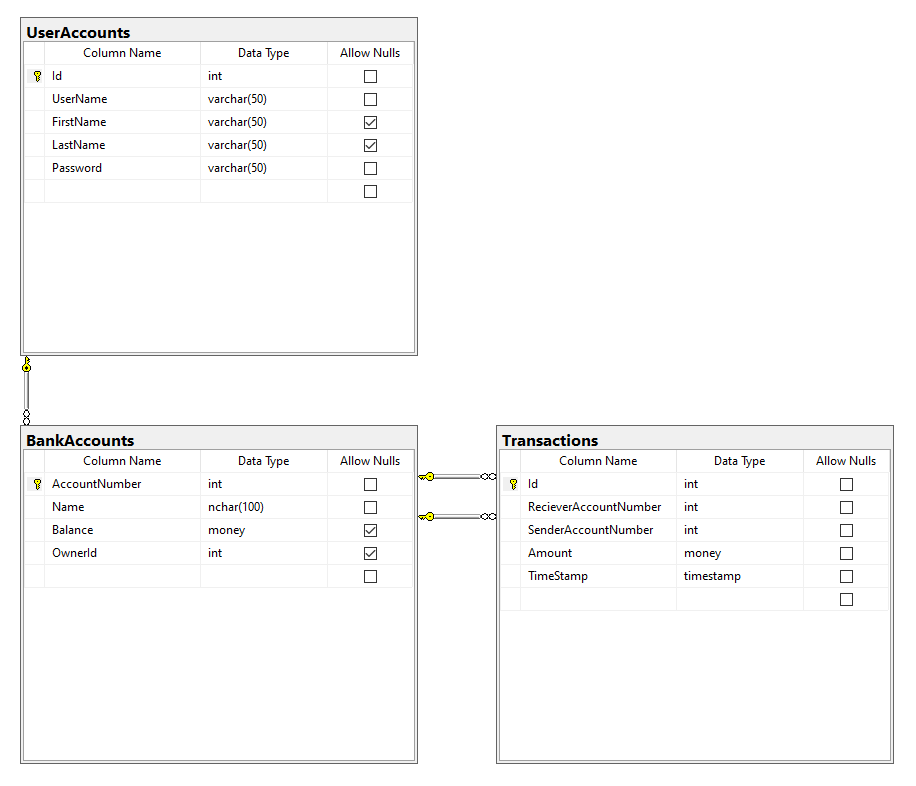 UserAccounts
Column Name Data Type Allow Nulls
Id int
UserName varchar(50)
FirstName varchar(50)
LastName varchar(50)
Password varchar(50)
BankAccounts
Column Name Data Type Allow Nulls
AccountNumber int
Name nchar(100)
Balance money
OwnerId int
Transactions
Column Name Data Type Allow Nulls
Id int
RecieverAccountNumber int
SenderAccountNumber int
Amount money
TimeStamp timestamp